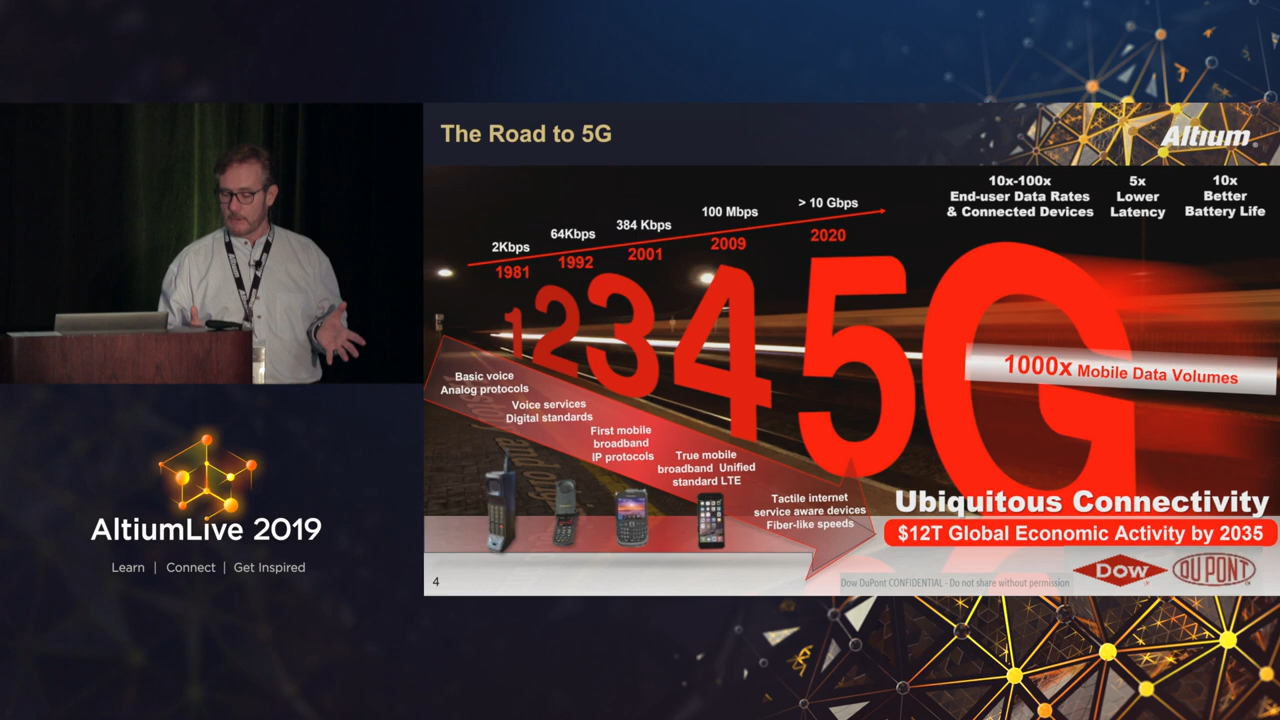 The Road to 5G
Altium
10x-100x
End-user Data Rates
& Connected Devices
5x
Lower
Latency
10x
Better
Battery Life
2Kbps
64Kbps
384 Kbps
100 Mbps
> 10 Gbps
1981
1992
2001
2009
2020
1 2 3 4 5G
1000x Mobile Data Volumes
Basic voice
Analog protocols
Voice services
Digital standards
First mobile
broadband
IP protocols
True mobile
broadband Unified
standard LTE
Tactile internet
service aware devices
Fiber-like speeds
Ubiquitous Connectivity
$12T Global Economic Activity by 2035
4
Dow DuPont CONFIDENTIAL - Do not share without permission
DOW
DUPONT
Altium
AltiumLive 2019
Learn | Connect | Get Inspired